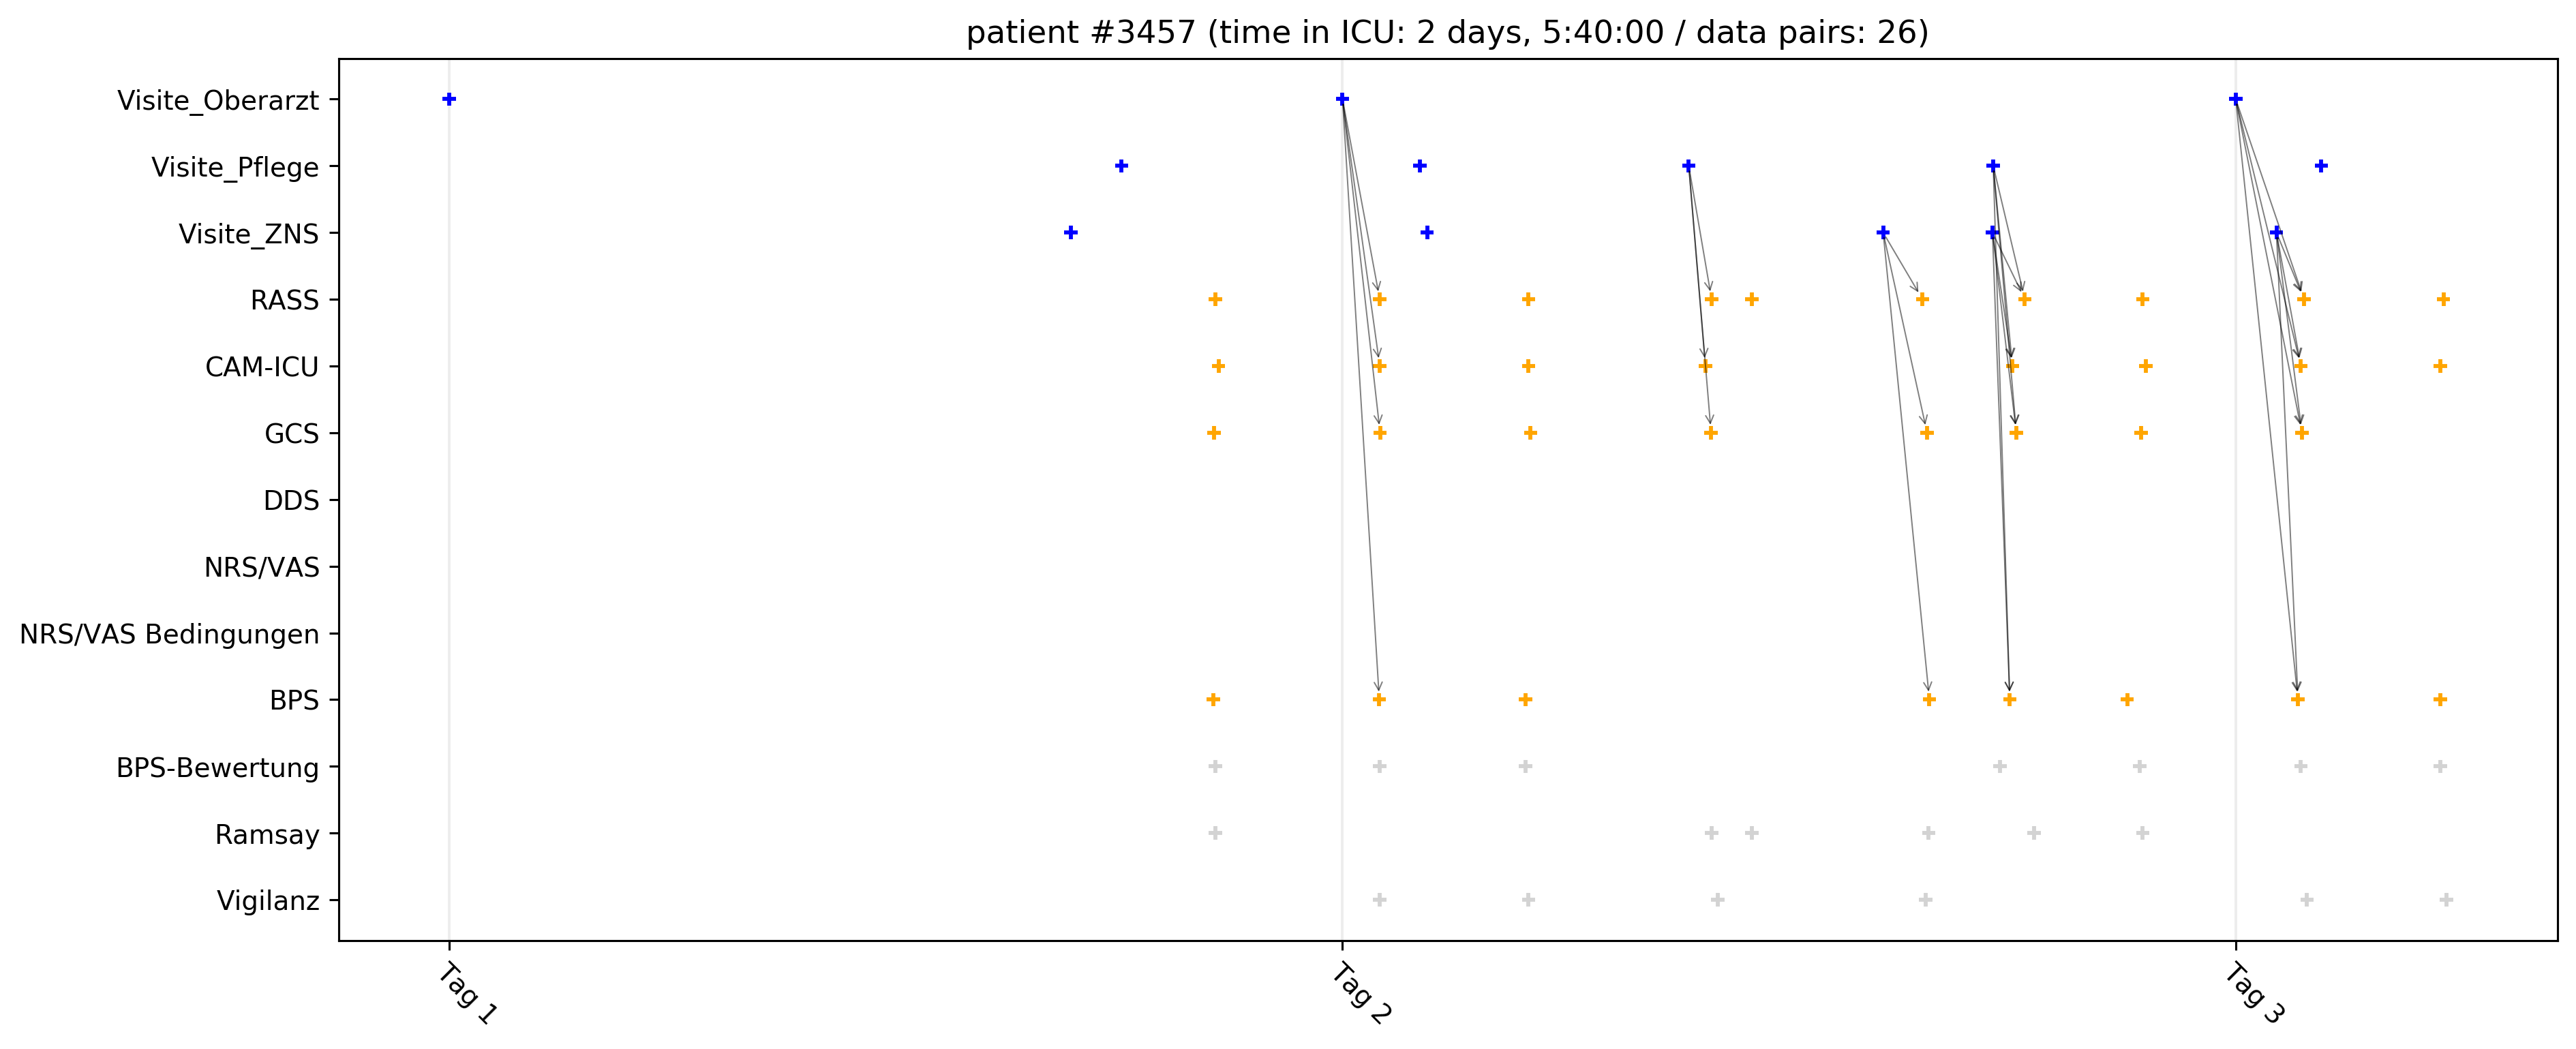 patient #3457 (time in ICU: 2 days, 5:40:00 / data pairs: 26)
Visite_Oberarzt
Visite_Pflege
Visite_ZNS
RASS
CAM-ICU
GCS
DDS
NRS/VAS
NRS/VAS Bedingungen
BPS
BPS-Bewertung
Ramsay
Vigilanz
Tag 1
Tag 2
Tag 3